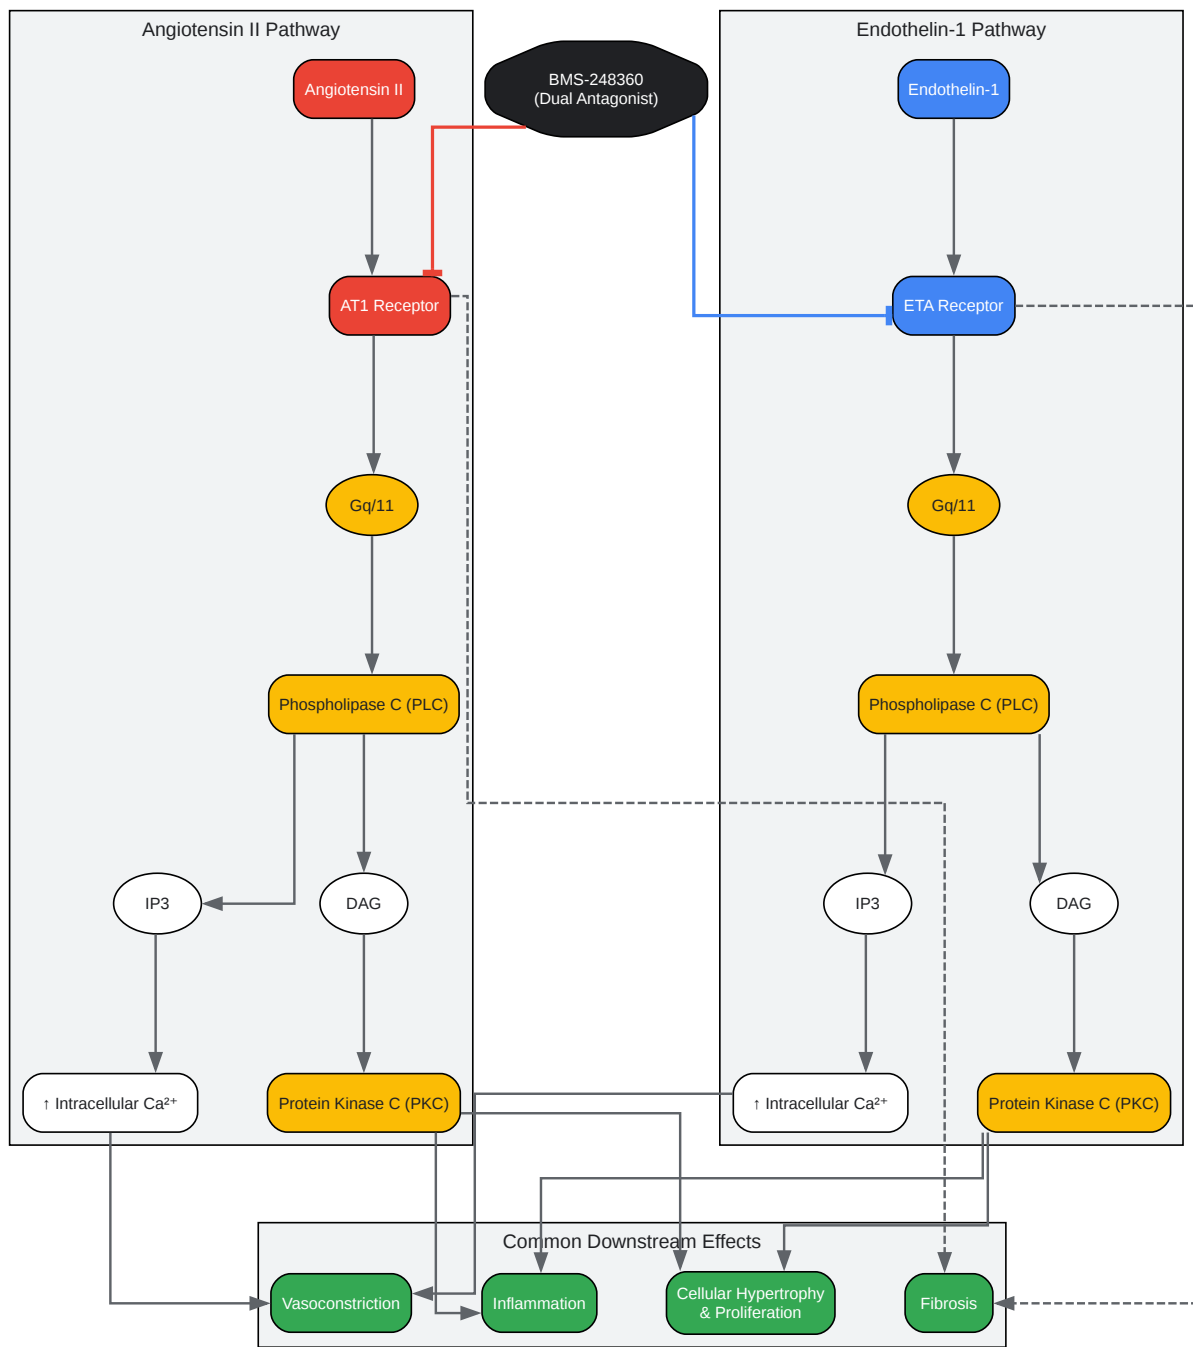 Angiotensin II Pathway
Endothelin-1 Pathway
BMS-248360
(Dual Antagonist)
Angiotensin II
Endothelin-1
AT1 Receptor
ETA Receptor
Gq/11
Gq/11
Phospholipase C (PLC)
Phospholipase C (PLC)
IP3
DAG
IP3
DAG
↑ Intracellular Ca²⁺
Protein Kinase C (PKC)
↑ Intracellular Ca²⁺
Protein Kinase C (PKC)
Common Downstream Effects
Vasoconstriction
Inflammation
Cellular Hypertrophy
& Proliferation
Fibrosis